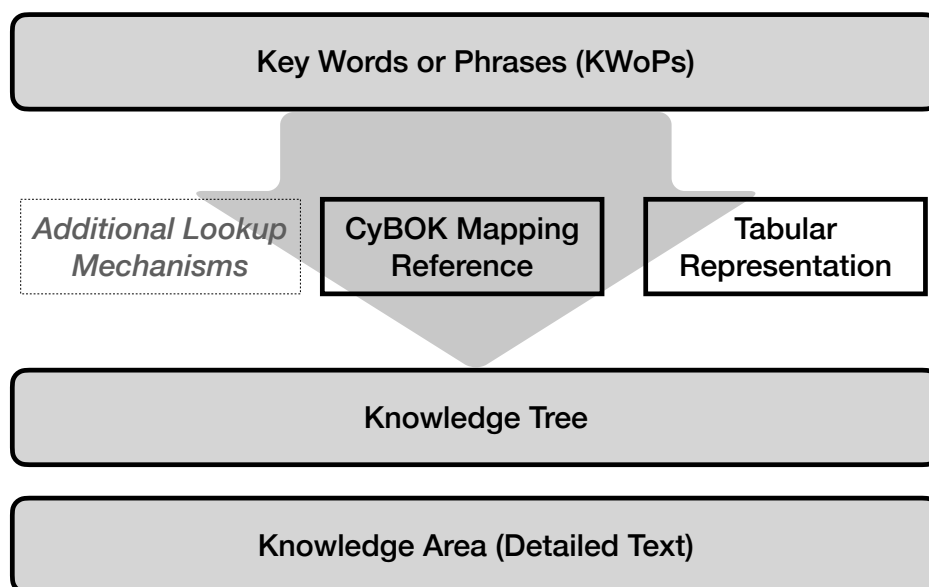 Key Words or Phrases (KWoPs)
Additional Lookup
Mechanisms
CyBOK Mapping
Reference
Tabular
Representation
Knowledge Tree
Knowledge Area (Detailed Text)